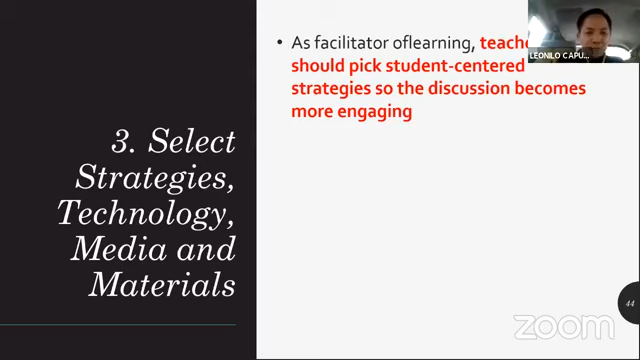 3. Select
Strategies,
Technology,
Media and
Materials
• As facilitator oflearning,
should pick student-centered
strategies so the discussion becomes
more engaging
LEONILO CAPU...
44
zoom